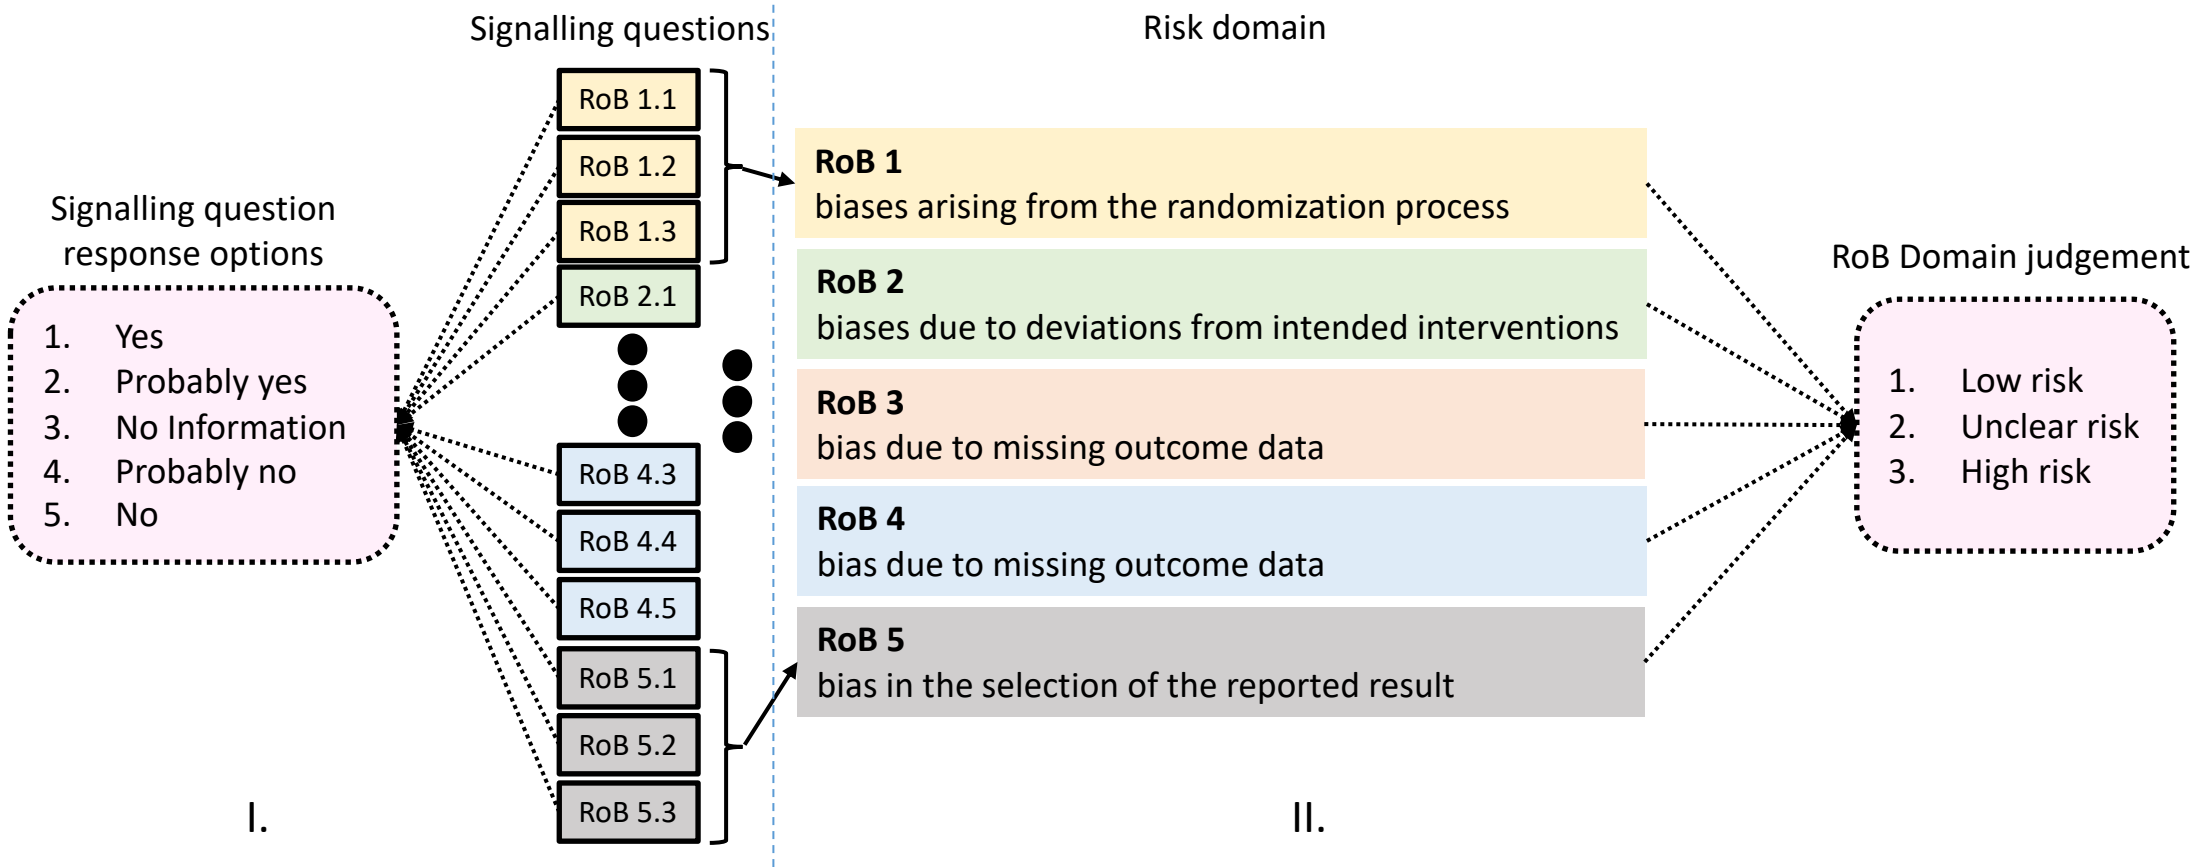 Signalling questions
Risk domain
Signalling question
response options
1. Yes
2. Probably yes
3. No Information
4. Probably no
5. No
RoB 1.1
RoB 1.2
RoB 1.3
RoB 2.1
RoB 4.3
RoB 4.4
RoB 4.5
RoB 5.1
RoB 5.2
RoB 5.3
RoB 1
biases arising from the randomization process
RoB 2
biases due to deviations from intended interventions
RoB 3
bias due to missing outcome data
RoB 4
bias due to missing outcome data
RoB 5
bias in the selection of the reported result
RoB Domain judgement
1. Low risk
2. Unclear risk
3. High risk
I.
II.